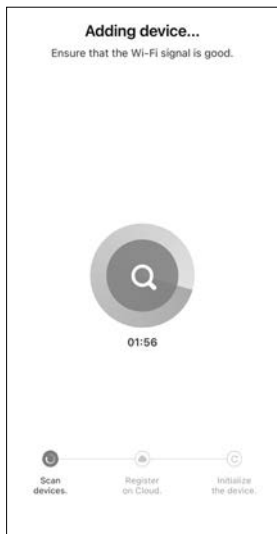 Adding device...
Ensure that the Wi-Fi signal is good.
01:56
Scan
devices.
Register
on Cloud.
Initialize
the device.